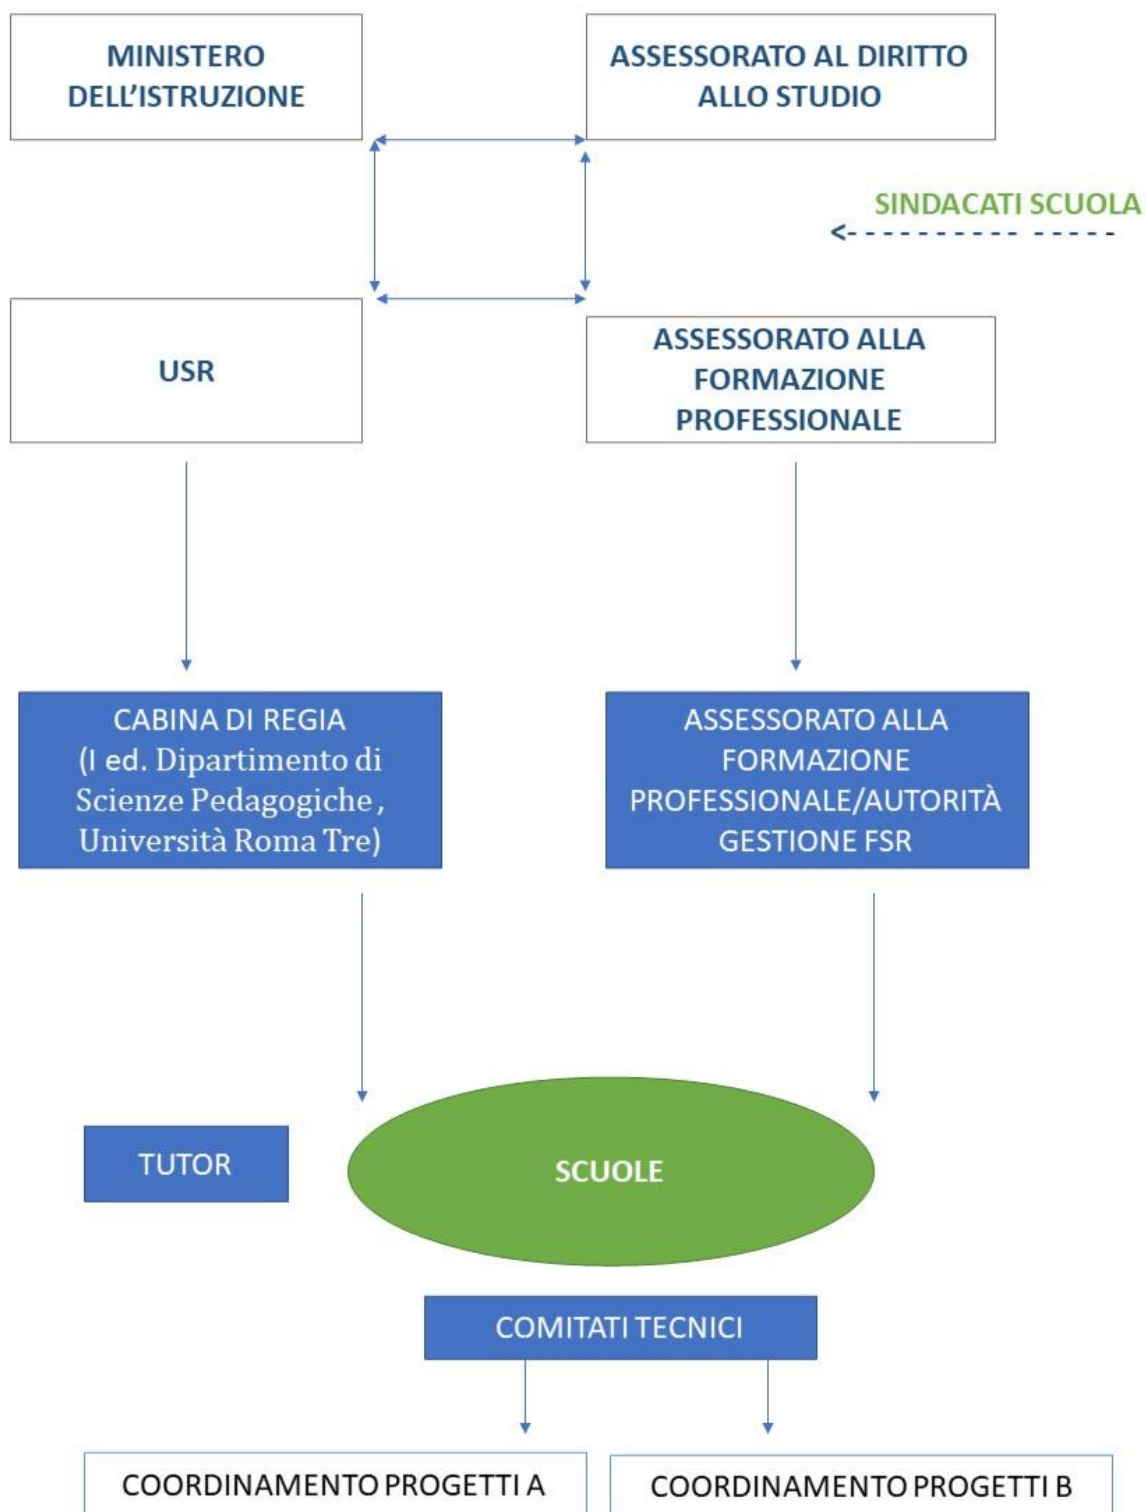 MINISTERO
DELL'ISTRUZIONE
ASSESSORATO AL DIRITTO
ALLO STUDIO
SINDACATI SCUOLA
USR
ASSESSORATO ALLA
FORMAZIONE
PROFESSIONALE
CABINA DI REGIA
(I ed. Dipartimento di
Scienze Pedagogiche,
Università Roma Tre)
ASSESSORATO ALLA
FORMAZIONE
PROFESSIONALE/AUTORITÀ
GESTIONE FSR
TUTOR
SCUOLE
COMITATI TECNICI
COORDINAMENTO PROGETTI A
COORDINAMENTO PROGETTI B